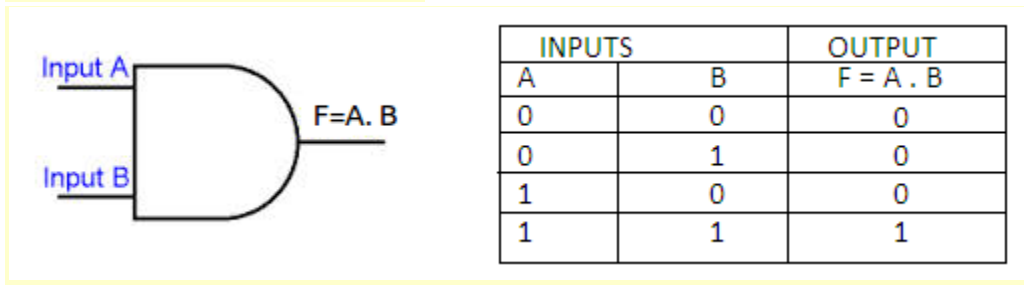 Input A
Input B
F=A. B
INPUTS OUTPUT
A B F = A . B
0 0 0
0 1 0
1 0 0
1 1 1